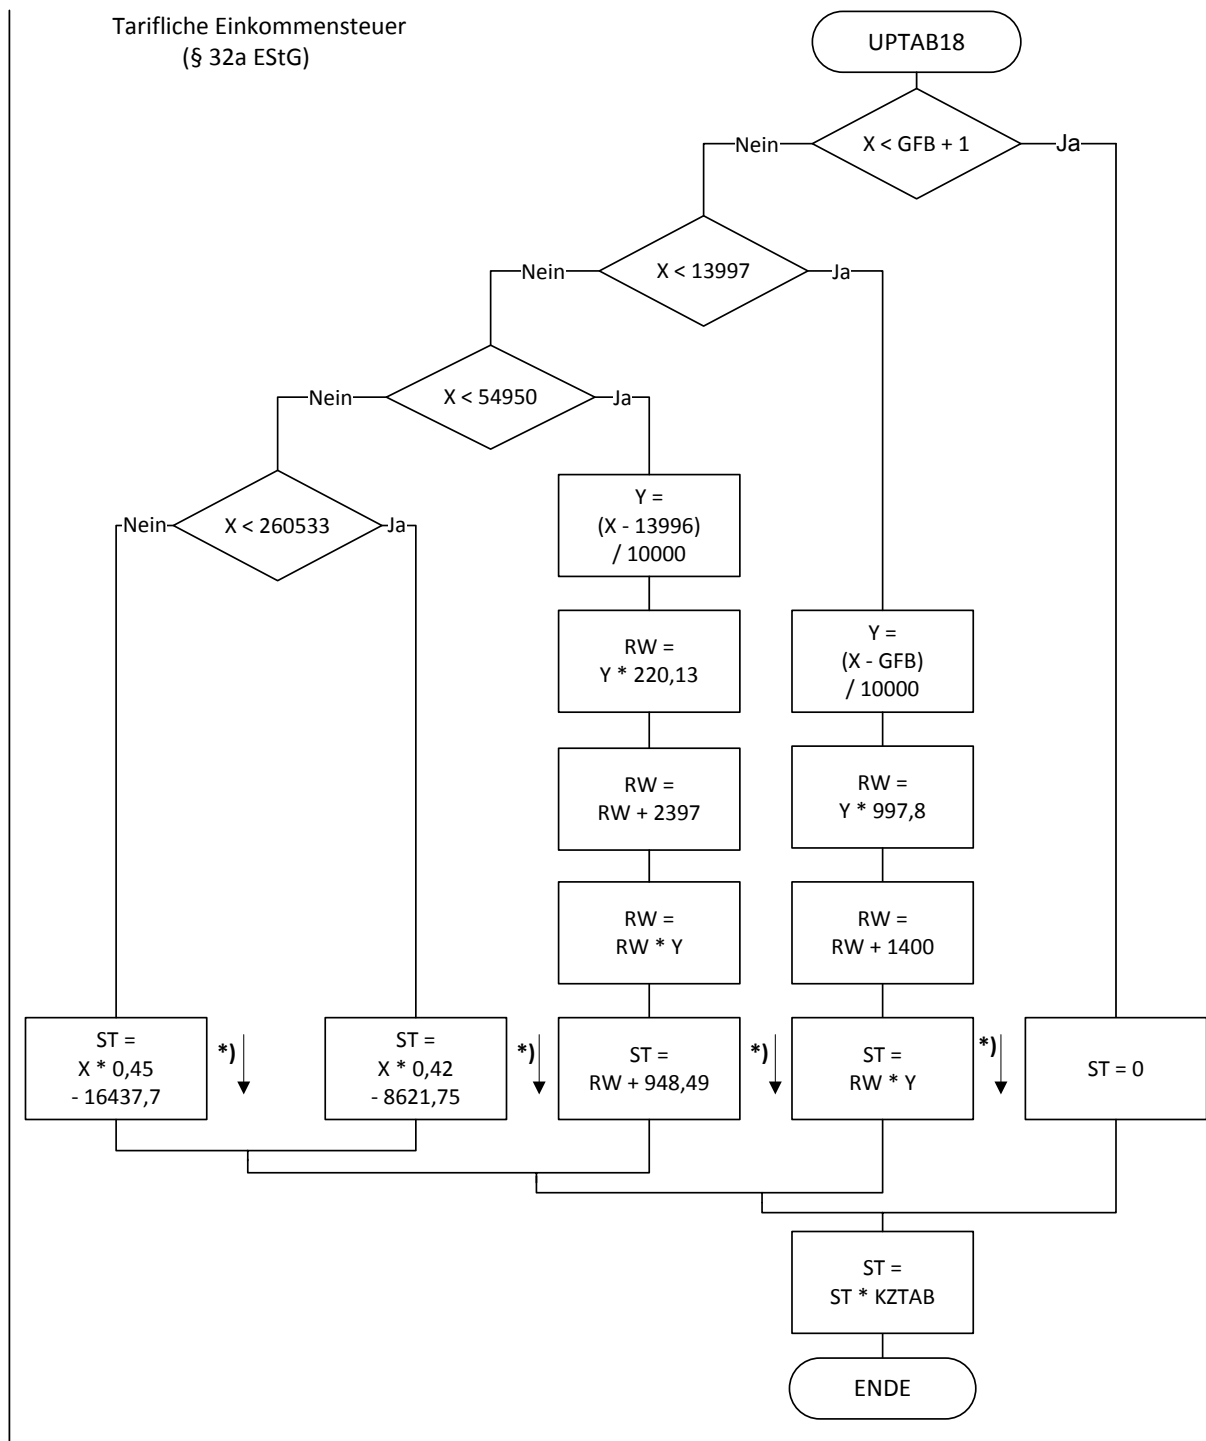 Tarifliche Einkommensteuer
(§ 32a EStG)
UPTAB18
X < GFB + 1
Nein
Ja
X < 13997
Nein
Ja
X < 54950
Nein
Ja
X < 260533
Nein
Ja
Y =
(X - 13996)
/ 10000
RW =
Y * 220,13
RW =
RW + 2397
RW =
RW * Y
Y =
(X - GFB)
/ 10000
RW =
Y * 997,8
RW =
RW + 1400
ST =
X * 0,45
- 16437,7
*)
ST =
X * 0,42
- 8621,75
*)
ST =
RW + 948,49
*)
ST =
RW * Y
*)
ST = 0
ST =
ST * KZTAB
ENDE